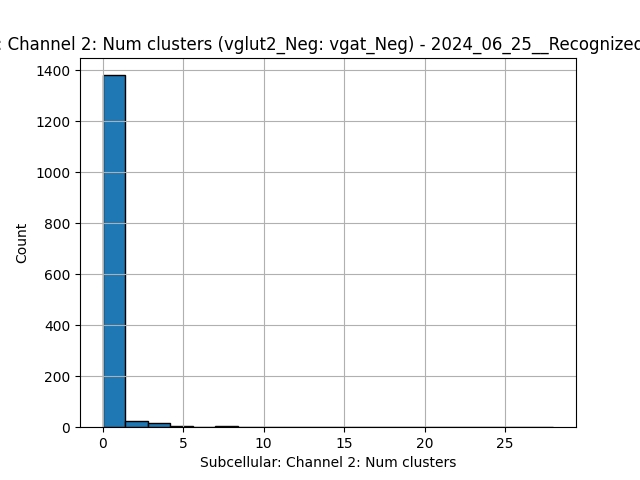 : Channel 2: Num clusters (vglut2_Neg: vgat_Neg) - 2024_06_25__Recognized
1400
1200
1000
800
600
400
200
0
Count
0 5 10 15 20 25
Subcellular: Channel 2: Num clusters